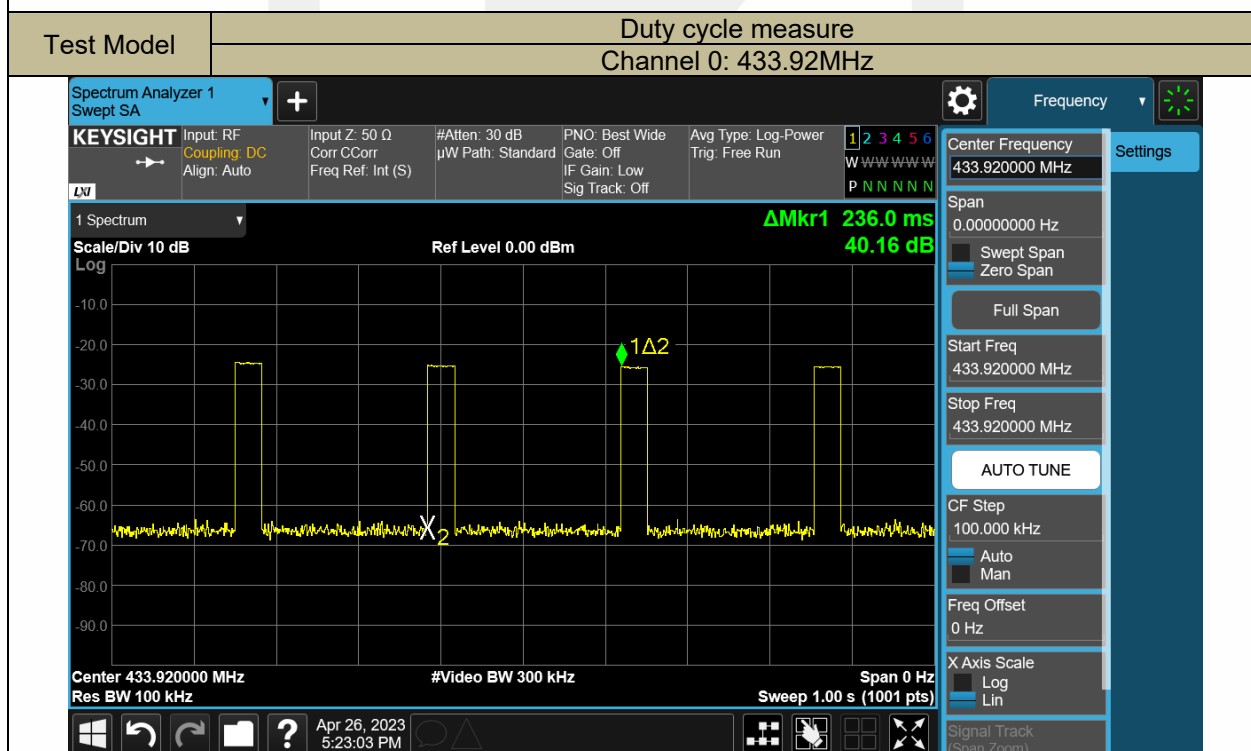 Test Model
Duty cycle measure
Channel 0: 433.92MHz
Spectrum Analyzer 1
Swept SA
Frequency
KEYSIGHT
LXI
Input: RF
Coupling: DC
Align: Auto
Input Z: 50 Ω
Corr CCorr
Freq Ref: Int (S)
#Atten: 30 dB
µW Path: Standard
PNO: Best Wide
Gate: Off
IF Gain: Low
Sig Track: Off
Avg Type: Log-Power
Trig: Free Run
1 2 3 4 5 6
W W W W W W
P N N N N N
1 Spectrum
Scale/Div 10 dB
Log
Ref Level 0.00 dBm
ΔMkr1 236.0 ms
40.16 dB
-10.0
-20.0
-30.0
-40.0
-50.0
-60.0
-70.0
-80.0
-90.0
1Δ2
X2
Center 433.920000 MHz
Res BW 100 kHz
#Video BW 300 kHz
Span 0 Hz
Sweep 1.00 s (1001 pts)
?
Apr 26, 2023
5:23:03 PM
Center Frequency
433.920000 MHz
Settings
Span
0.00000000 Hz
Swept Span
Zero Span
Full Span
Start Freq
433.920000 MHz
Stop Freq
433.920000 MHz
AUTO TUNE
CF Step
100.000 kHz
Auto
Man
Freq Offset
0 Hz
X Axis Scale
Log
Lin
Signal Track
(Span Zoom)